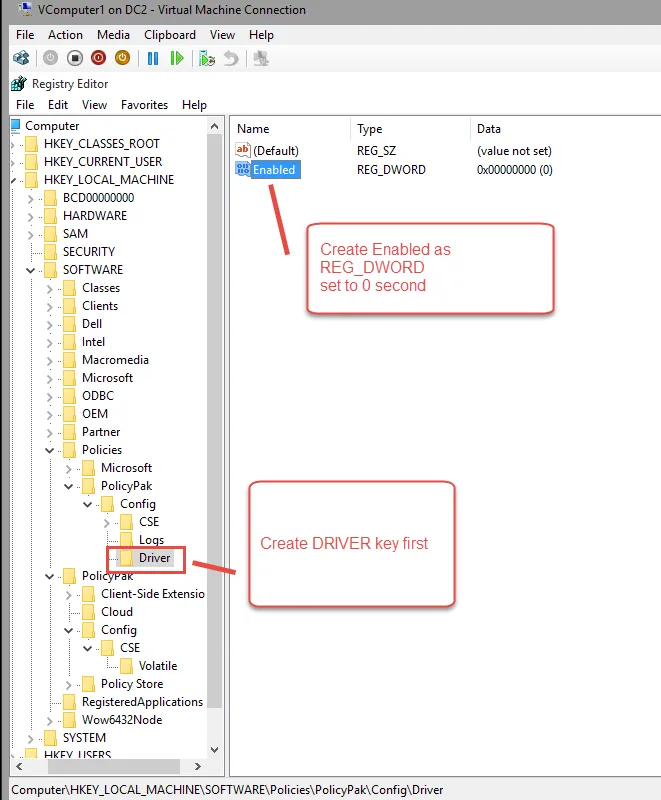 VComputer1 on DC2 - Virtual Machine Connection
File Action Media Clipboard View Help
Registry Editor
File Edit View Favorites Help
Computer
HKEY_CLASSES_ROOT
HKEY_CURRENT_USER
HKEY_LOCAL_MACHINE
BCD00000000
HARDWARE
SAM
SECURITY
SOFTWARE
Classes
Clients
Dell
Intel
Macromedia
Microsoft
ODBC
OEM
Partner
Policies
Microsoft
PolicyPak
Config
CSE
Logs
Driver
PolicyPak
Client-Side Extensio
Cloud
Config
CSE
Volatile
Policy Store
RegisteredApplications
Wow6432Node
SYSTEM
HKEY_USERS
Name Type Data
ab (Default) REG_SZ (value not set)
Enabled REG_DWORD 0x00000000 (0)
Create Enabled as
REG_DWORD
set to 0 second
Create DRIVER key first
Computer\HKEY_LOCAL_MACHINE\SOFTWARE\Policies\PolicyPak\Config\Driver